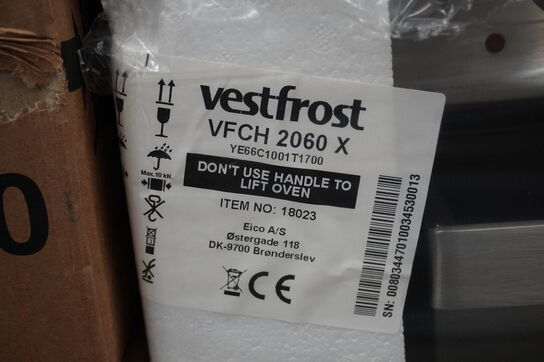 vestfrost
VFCH 2060 X
YE66C1001T1700
DON'T USE HANDLE TO
LIFT OVEN
ITEM NO: 18023
Eico A/S
Østergade 118
DK-9700 Brønderslev
Max.10 kN.
CE
SN: 00803447010034530013
0